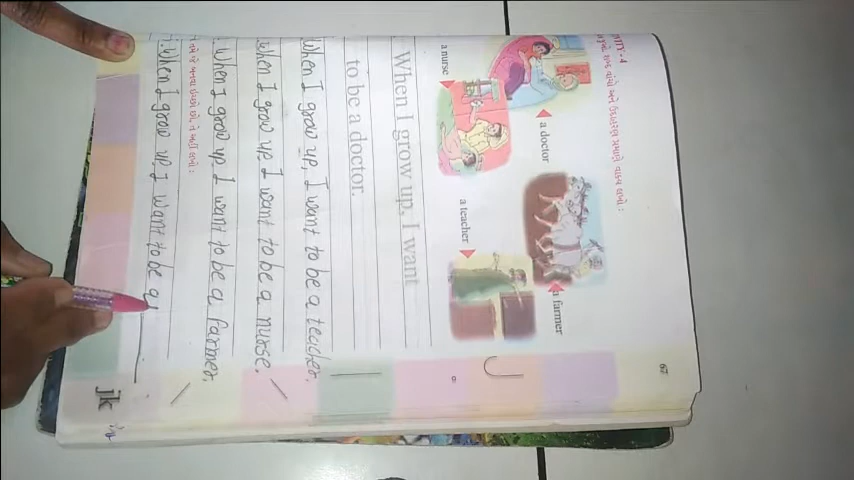 67
a doctor
a farmer
a nurse
a teacher
When I grow up, I want
to be a doctor.
When I grow up, I want to be a teacher.
When I grow up I want to be a nurse.
When I grow up I want to be a farmer.
When I grow up, I want to be a
jk